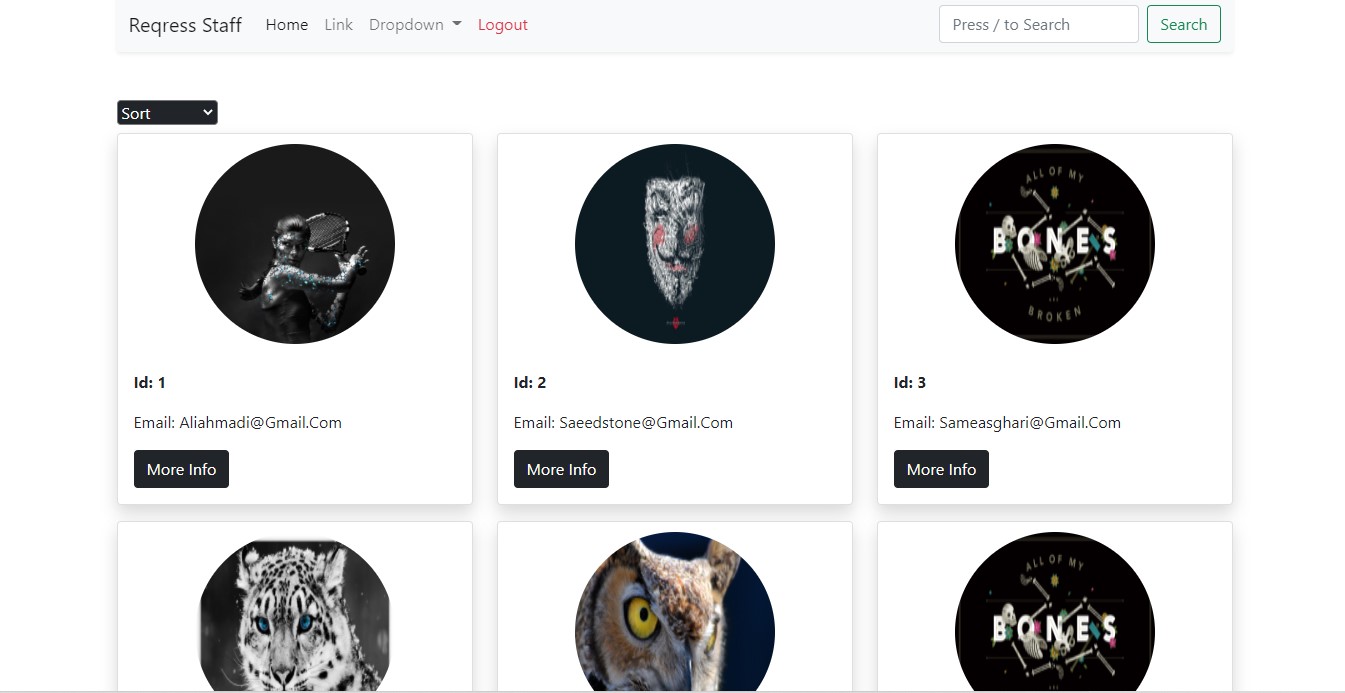 Reqress Staff Home Link Dropdown Logout Press / to Search Search
Sort
ALL OF MY
BONES
BROKEN
Id: 1
Email: Aliahmadi@Gmail.Com
More Info
Id: 2
Email: Saeedstone@Gmail.Com
More Info
Id: 3
Email: Sameasghari@Gmail.Com
More Info
ALL OF MY
BONES